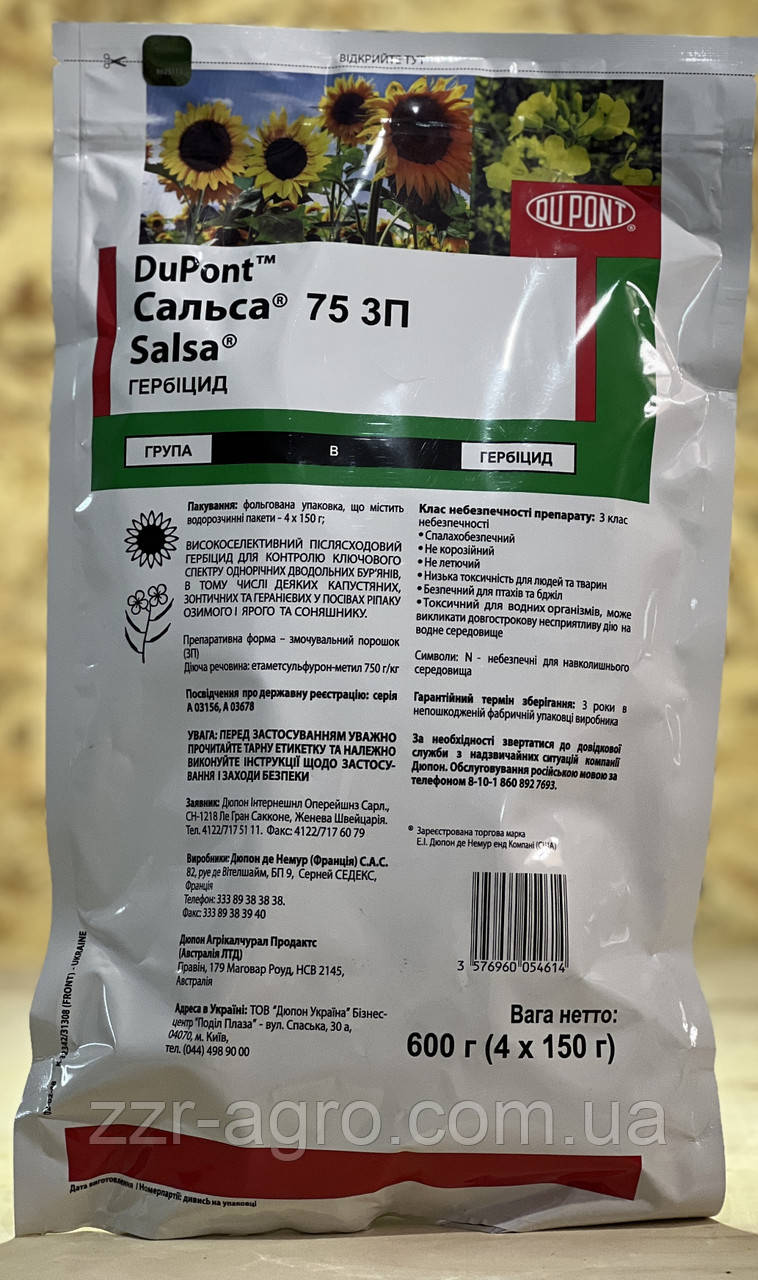 ВІДКРИЙТЕ ТУТ
DU PONT®
DuPont™
Сальса® 75 ЗП
Salsa®
ГЕРБІЦИД
ГРУПА B ГЕРБІЦИД
Пакування: фольгована упаковка, що містить
водорозчинні пакети – 4 х 150 г;
ВИСОКОСЕЛЕКТИВНИЙ ПІСЛЯСХОДОВИЙ
ГЕРБІЦИД ДЛЯ КОНТРОЛЮ КЛЮЧОВОГО
СПЕКТРУ ОДНОРІЧНИХ ДВОДОЛЬНИХ БУР'ЯНІВ,
В ТОМУ ЧИСЛІ ДЕЯКИХ КАПУСТЯНИХ,
ЗОНТИЧНИХ ТА ГЕРАНІЄВИХ У ПОСІВАХ РІПАКУ
ОЗИМОГО І ЯРОГО ТА СОНЯШНИКУ.
Препаративна форма – змочувальний порошок
(ЗП)
Діюча речовина: етаметсульфурон-метил 750 г/кг
Посвідчення про державну реєстрацію: серія
А 03156, А 03678
УВАГА: ПЕРЕД ЗАСТОСУВАННЯМ УВАЖНО
ПРОЧИТАЙТЕ ТАРНУ ЕТИКЕТКУ ТА НАЛЕЖНО
ВИКОНУЙТЕ ІНСТРУКЦІЇ ЩОДО ЗАСТОСУ-
ВАННЯ І ЗАХОДИ БЕЗПЕКИ
Заявник: Дюпон Інтернешнл Оперейшнз Сарл.,
СН-1218 Ле Гран Сакконе, Женева Швейцарія.
Тел. 4122/717 51 11. Факс: 4122/717 60 79
Виробники: Дюпон де Немур (Франція) С.А.С.
82, рує де Вітелшайм, БП 9, Серней СЕДЕКС,
Франція
Телефон: 333 89 38 38 38.
Факс: 333 89 38 39 40
Дюпон Агрікалчурал Продактс
(Австралія ЛТД)
Гіравін, 179 Маговар Роуд, НСВ 2145,
Австралія
Адреса в Україні: ТОВ "Дюпон Україна" Бізнес-
центр "Поділ Плаза" - вул. Спаська, 30 а,
04070, м. Київ,
тел. (044) 498 90 00
Клас небезпечності препарату: 3 клас
небезпечності
• Спалахобезпечний
• Не корозійний
• Не летючий
• Низька токсичність для людей та тварин
• Безпечний для птахів та бджіл
• Токсичний для водних організмів, може
викликати довгострокову несприятливу дію на
водне середовище
Символи: N - небезпечні для навколишнього
середовища
Гарантійний термін зберігання: 3 роки в
непошкодженій фабричній упаковці виробника
За необхідності звертатися до довідкової
служби з надзвичайних ситуацій компанії
Дюпон. Обслуговування російською мовою за
телефоном 8-10-1 860 892 7693.
® Зареєстрована торгова марка
Е.І. Дюпон де Немур енд Компані (США)
3 576960 054614
Вага нетто:
600 г (4 х 150 г)
31308 (FRONT) - UKRAINE
zzr-agro.com.ua
Дата виготовлення / Номерпартії: дивись на упаковці